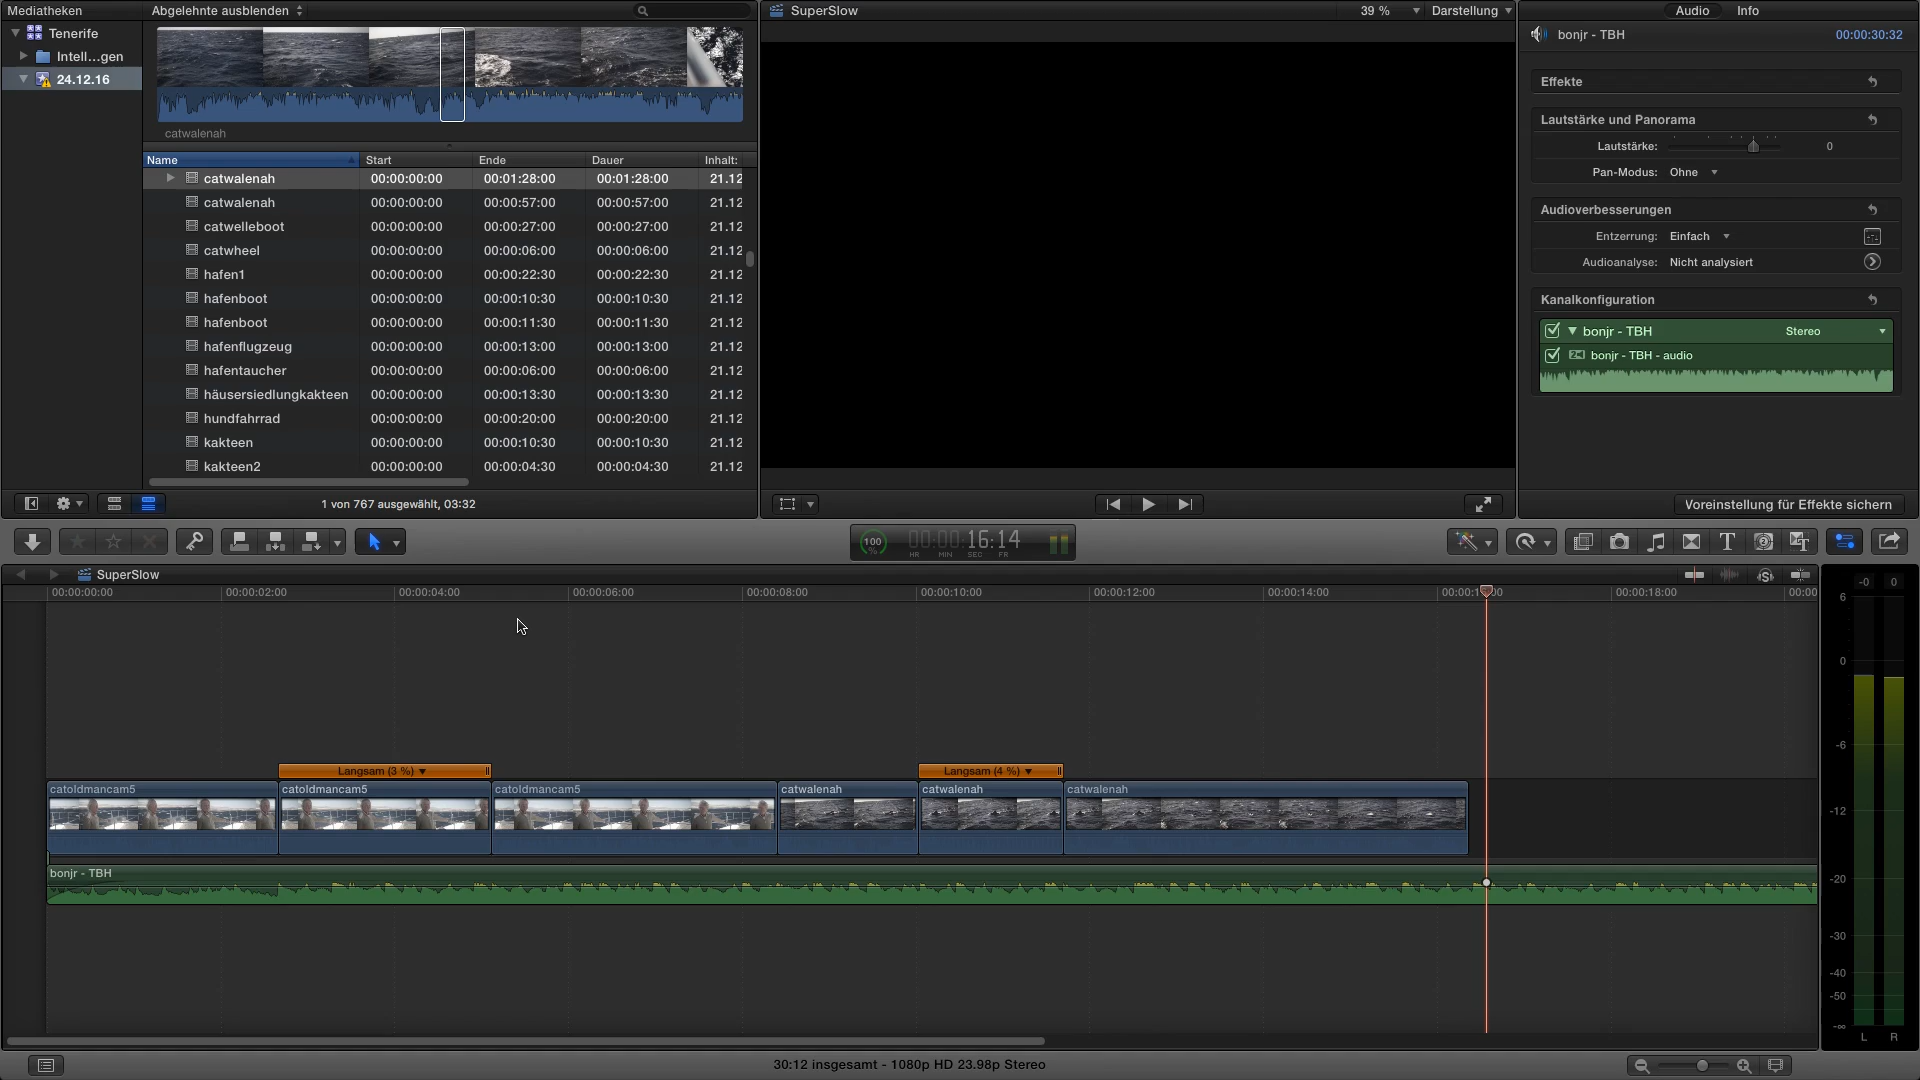 Mediatheken
Abgelehnte ausblenden
Tenerife
Intell...gen
24.12.16
catwalenah
Name Start Ende Dauer Inhalt:
catwalenah 00:00:00:00 00:01:28:00 00:01:28:00 21.12
catwalenah 00:00:00:00 00:00:57:00 00:00:57:00 21.12
catwelleboot 00:00:00:00 00:00:27:00 00:00:27:00 21.12
catwheel 00:00:00:00 00:00:06:00 00:00:06:00 21.12
hafen1 00:00:00:00 00:00:22:30 00:00:22:30 21.12
hafenboot 00:00:00:00 00:00:10:30 00:00:10:30 21.12
hafenboot 00:00:00:00 00:00:11:30 00:00:11:30 21.12
hafenflugzeug 00:00:00:00 00:00:13:00 00:00:13:00 21.12
hafentaucher 00:00:00:00 00:00:06:00 00:00:06:00 21.12
häusersiedlungkakteen 00:00:00:00 00:00:13:30 00:00:13:30 21.12
hundfahrrad 00:00:00:00 00:00:20:00 00:00:20:00 21.12
kakteen 00:00:00:00 00:00:10:30 00:00:10:30 21.12
kakteen2 00:00:00:00 00:00:04:30 00:00:04:30 21.12
1 von 767 ausgewählt, 03:32
SuperSlow 39 % Darstellung
Audio Info
bonjr - TBH 00:00:30:32
Effekte
Lautstärke und Panorama
Lautstärke: 0
Pan-Modus: Ohne
Audioverbesserungen
Entzerrung: Einfach
Audioanalyse: Nicht analysiert
Kanalkonfiguration
bonjr - TBH Stereo
bonjr - TBH - audio
Voreinstellung für Effekte sichern
100 % 00:00:16:14
HR MIN SEC FR
SuperSlow
00:00:00:00 00:00:02:00 00:00:04:00 00:00:06:00 00:00:08:00 00:00:10:00 00:00:12:00 00:00:14:00 00:00:18:00 00:00
Langsam (3 %) Langsam (4 %)
catoldmancam5 catoldmancam5 catoldmancam5 catwalenah catwalenah catwalenah
bonjr - TBH
-0 0
6
0
-6
-12
-20
-30
-40
-50
-∞
L R
30:12 insgesamt - 1080p HD 23.98p Stereo